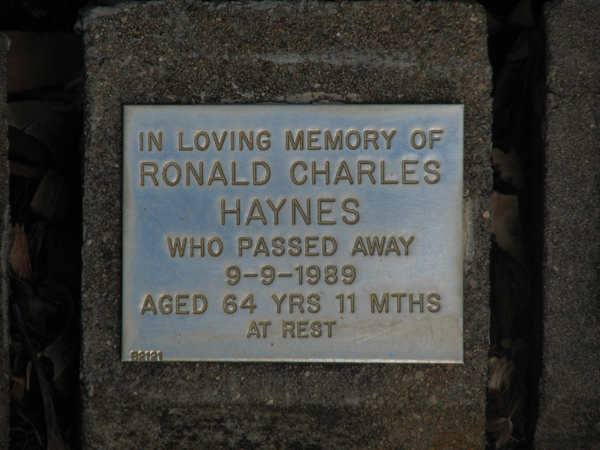 IN LOVING MEMORY OF
RONALD CHARLES
HAYNES
WHO PASSED AWAY
9-9-1989
AGED 64 YRS 11 MTHS
AT REST
B2121